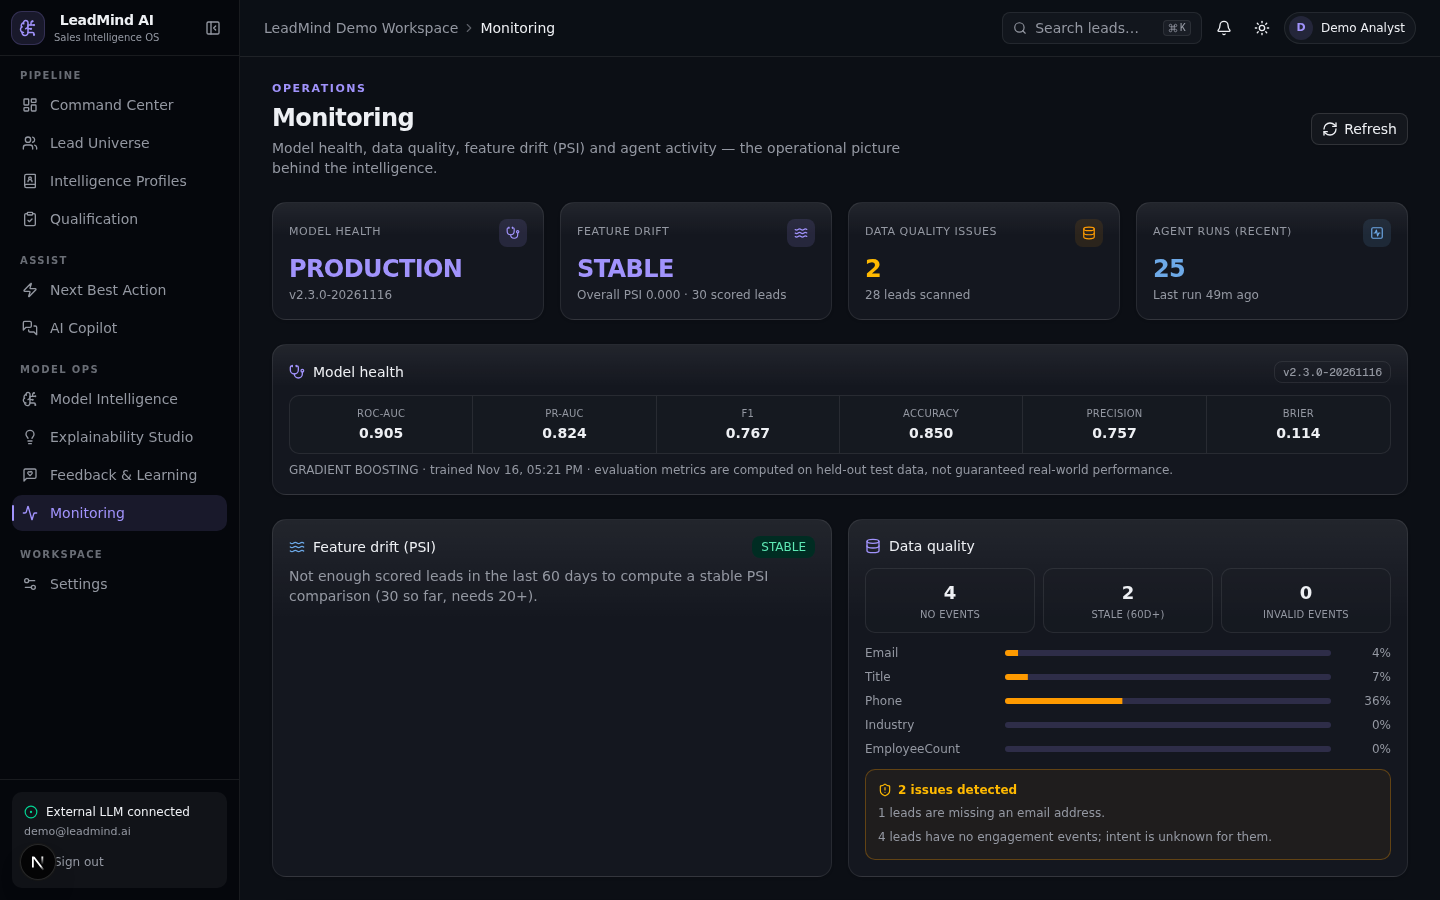 LeadMind AI
Sales Intelligence OS
PIPELINE
Command Center
Lead Universe
Intelligence Profiles
Qualification
ASSIST
Next Best Action
AI Copilot
MODEL OPS
Model Intelligence
Explainability Studio
Feedback & Learning
Monitoring
WORKSPACE
Settings
External LLM connected
demo@leadmind.ai
N
Sign out
LeadMind Demo Workspace > Monitoring
Search leads... ⌘K
D Demo Analyst
OPERATIONS
Monitoring
Model health, data quality, feature drift (PSI) and agent activity — the operational picture
behind the intelligence.
Refresh
MODEL HEALTH
PRODUCTION
v2.3.0-20261116
FEATURE DRIFT
STABLE
Overall PSI 0.000 · 30 scored leads
DATA QUALITY ISSUES
2
28 leads scanned
AGENT RUNS (RECENT)
25
Last run 49m ago
Model health
v2.3.0-20261116
ROC-AUC
0.905
PR-AUC
0.824
F1
0.767
ACCURACY
0.850
PRECISION
0.757
BRIER
0.114
GRADIENT BOOSTING · trained Nov 16, 05:21 PM · evaluation metrics are computed on held-out test data, not guaranteed real-world performance.
Feature drift (PSI)
STABLE
Not enough scored leads in the last 60 days to compute a stable PSI
comparison (30 so far, needs 20+).
Data quality
4
NO EVENTS
2
STALE (60D+)
0
INVALID EVENTS
Email 4%
Title 7%
Phone 36%
Industry 0%
EmployeeCount 0%
2 issues detected
1 leads are missing an email address.
4 leads have no engagement events; intent is unknown for them.